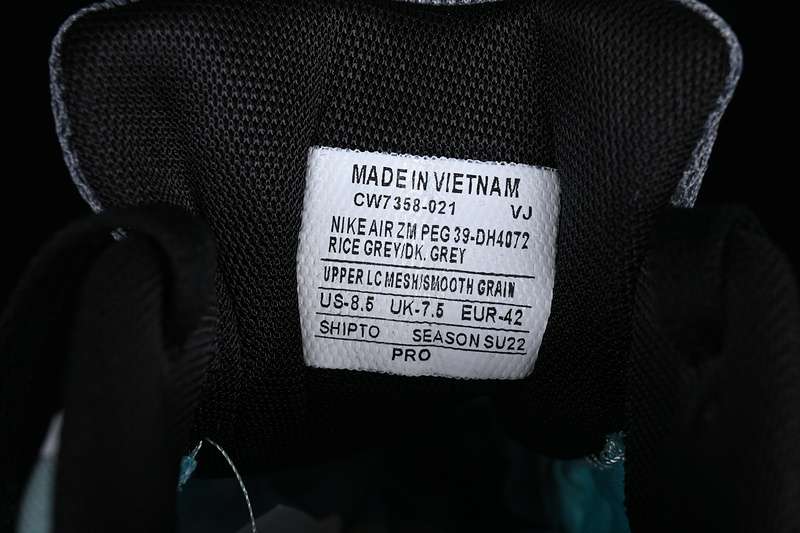 MADE IN VIETNAM
CW7358-021 VJ
NIKE AIR ZM PEG 39-DH4072
RICE GREY/DK. GREY
UPPER LC MESH/SMOOTH GRAIN
US-8.5 UK-7.5 EUR-42
SHIPTO SEASON SU22
PRO